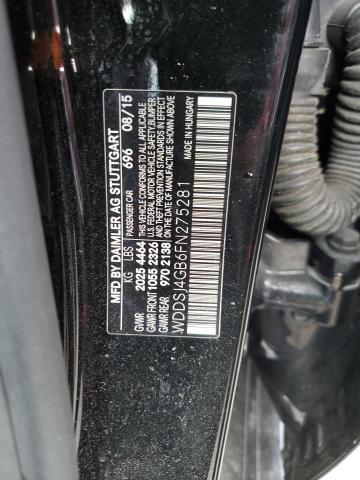 MFD BY DAIMLER AG STUTTGART
PASSENGER CAR 696 08/15
KG LBS
GVWR 2025 4464
GAWR FRONT 1055 2326
GAWR REAR 970 2138
THIS VEHICLE CONFORMS TO ALL APPLICABLE
U.S. FEDERAL MOTOR VEHICLE SAFETY, BUMPER
AND THEFT PREVENTION STANDARDS IN EFFECT
ON THE DATE OF MANUFACTURE SHOWN ABOVE
MADE IN HUNGARY
WDDSJ4GB6FN275281